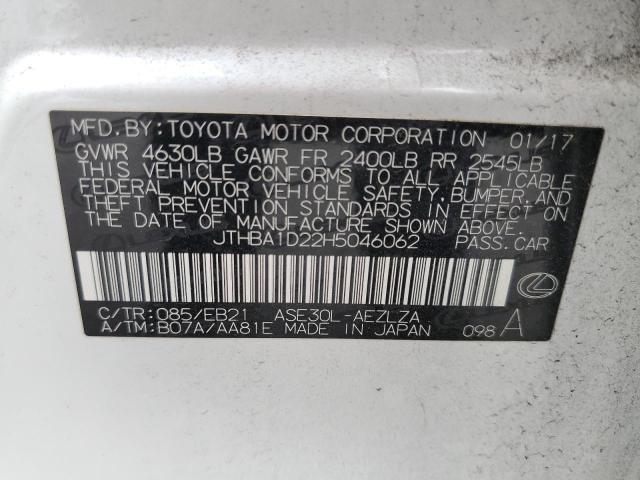 MFD.BY:TOYOTA MOTOR CORPORATION 01/17
GVWR 4630LB GAWR FR 2400LB RR 2545LB
THIS VEHICLE CONFORMS TO ALL APPLICABLE
FEDERAL MOTOR VEHICLE SAFETY,BUMPER,AND
THEFT PREVENTION STANDARDS IN EFFECT ON
THE DATE OF MANUFACTURE SHOWN ABOVE.
JTHBA1D22H5046062 PASS.CAR
C/TR:085/EB21 ASE30L-AEZLZA
A/TM:B07A/AA81E MADE IN JAPAN 098 A